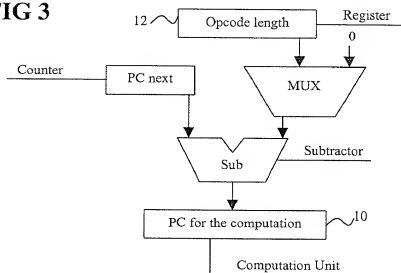 FIG 3
12 Opcode length Register
0
Counter
PC next
MUX
Sub
Subtractor
PC for the computation 10
Computation Unit